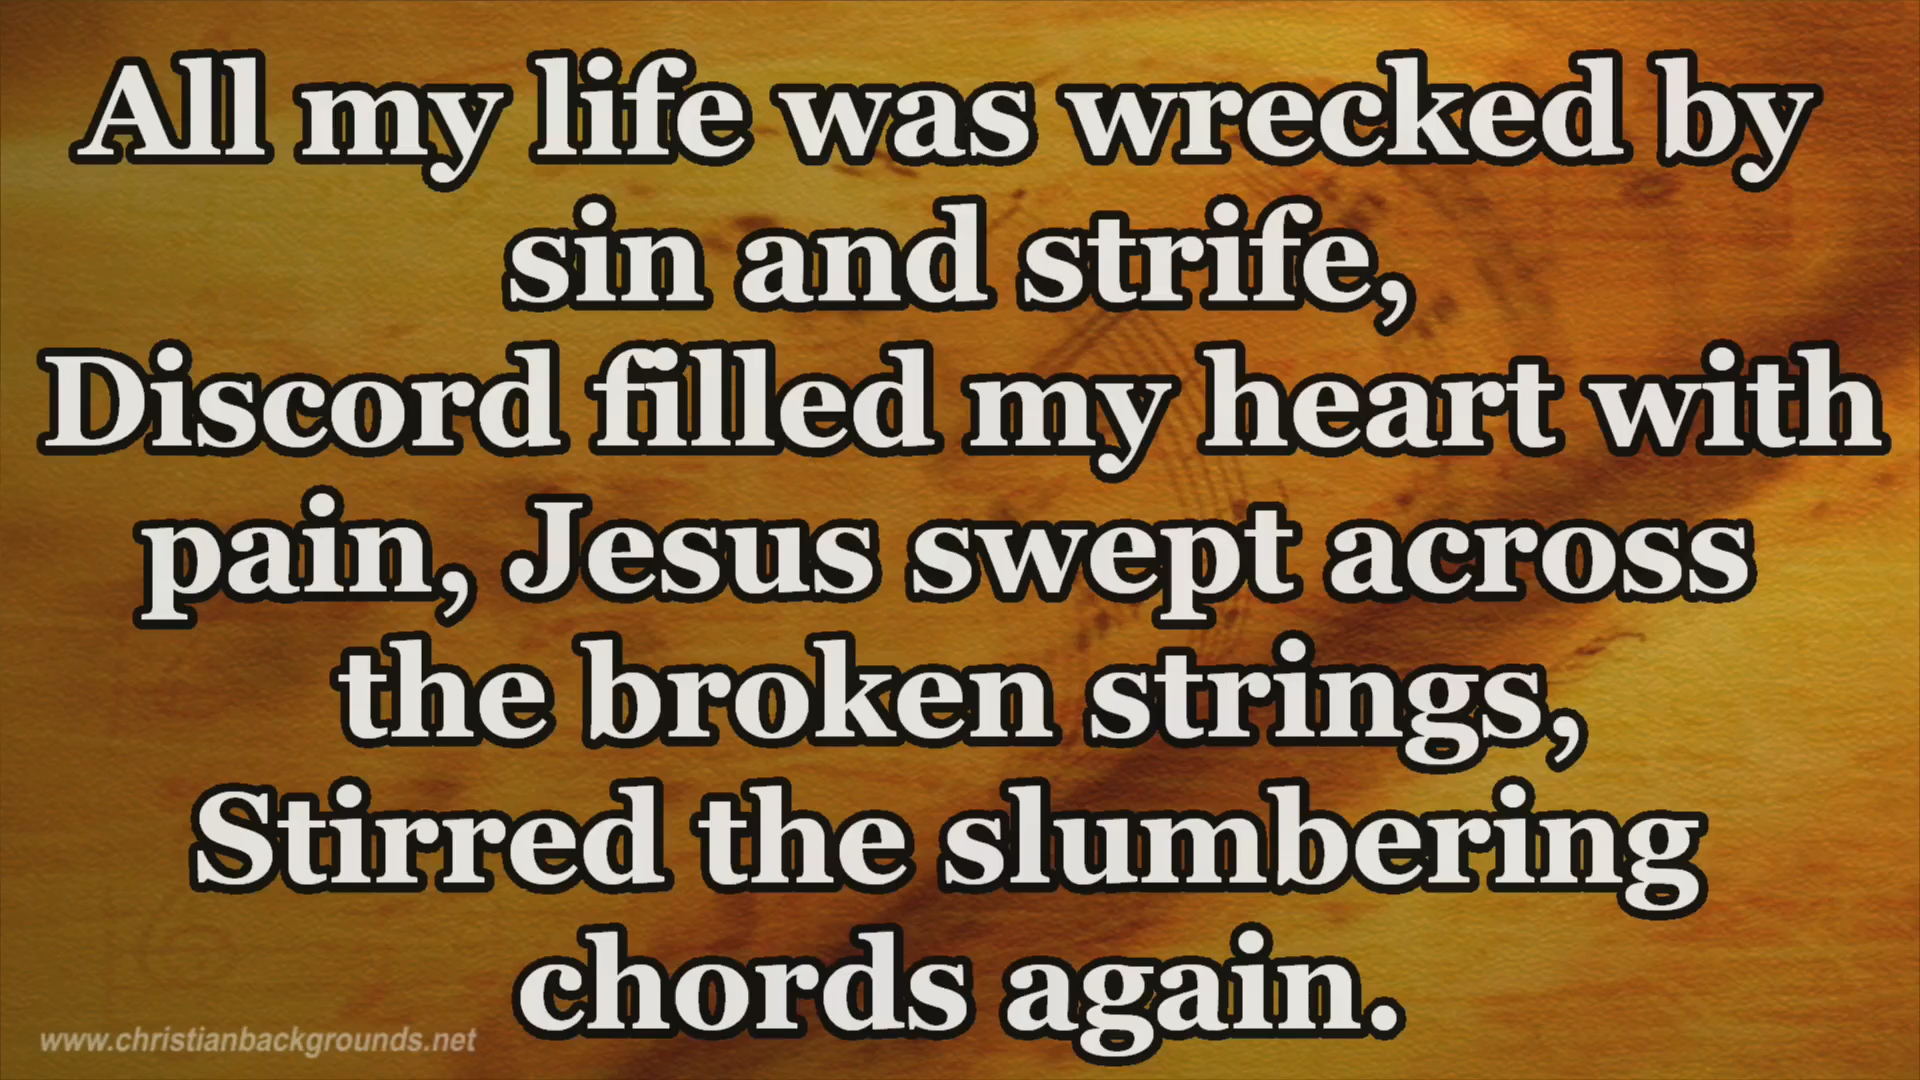 All my life was wrecked by
sin and strife,
Discord filled my heart with
pain, Jesus swept across
the broken strings,
Stirred the slumbering
chords again.
www.christianbackgrounds.net